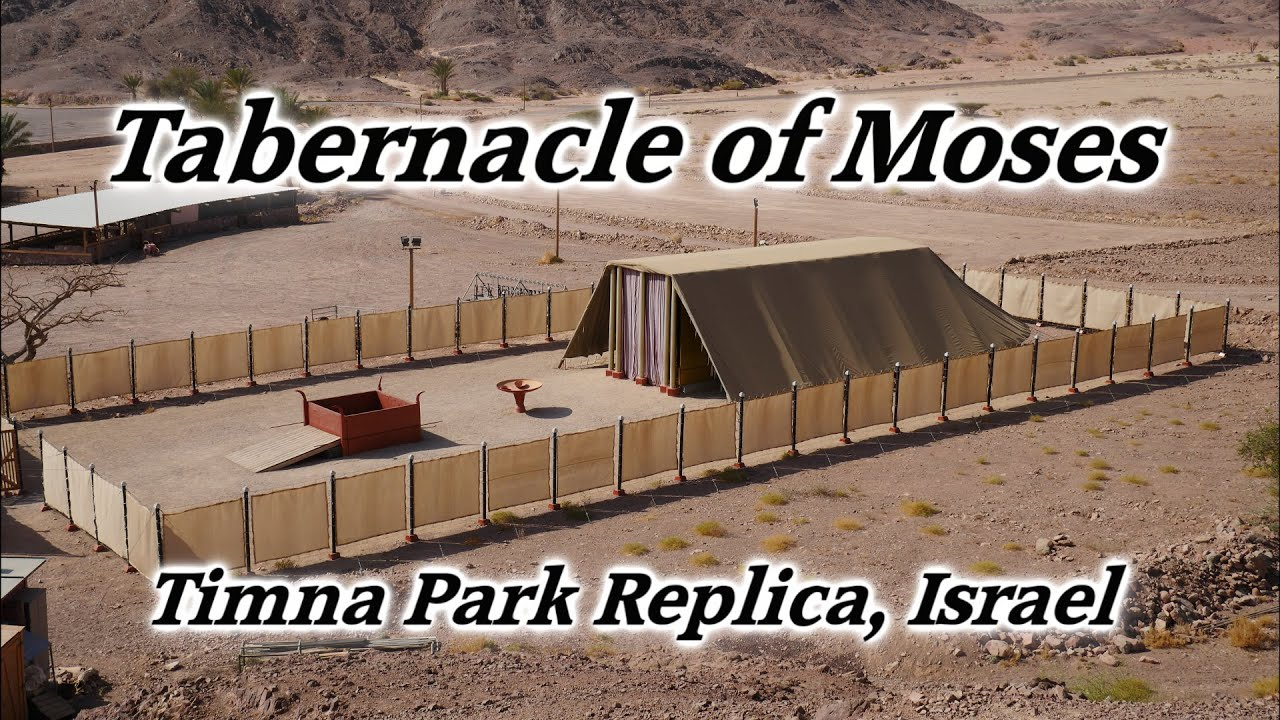 Tabernacle of Moses
Timna Park Replica, Israel